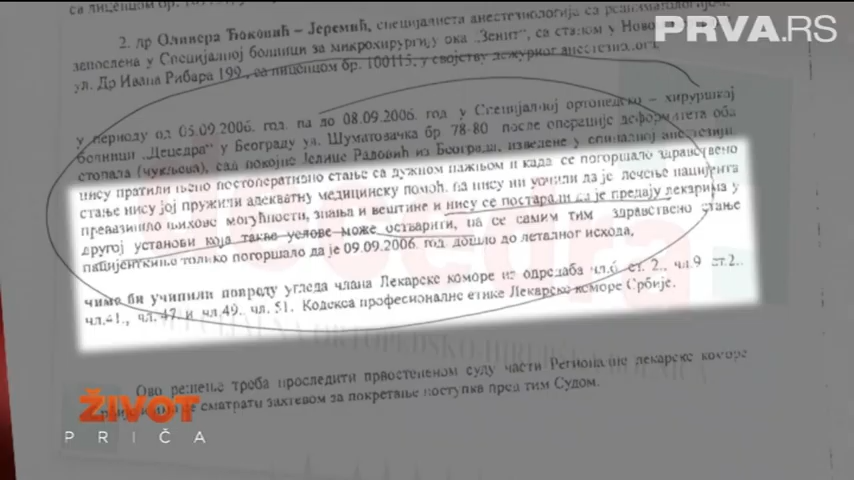 са лиценцом бр.
PRVA.RS
2. др Оливера Ћоковић – Јеремић, специјалиста анестезиологија са реаниматологијом,
запослена у Специјалној болници за микрохирургију ока „Зенит“, са станом у Новом
ул. Др Ивана Рибара 199, са лиценцом бр. 100115, у својству дежурног анестезиолога
у периоду од 05.09.2006. год. па до 08.09.2006. год у Специјалној ортопедско – хируршкој
болници „Децедра“ у Београду ул. Шуматовачка бр. 78-80 после операције деформитета оба
стопала (чукљева), сад покојне Јелице Радовић из Београда, изведене у епиналној анестезији,
нису пратили њено постоперативно стање са дужном пажњом и када се погоршало здравствено
стање нису јој пружили адекватну медицинску помоћ, па нису ни уочили да је лечење пацијента
превазишло њихове могућности, знања и вештине и нису се постарали да је предају лекарима у
другој установи која такве услове може остварити, па се самим тим здравствено стање
пацијенткиње толико погоршало да је 09.09.2006. год. дошло до леталног исхода,
чиме би учинили повреду угледа члана Лекарске коморе из одредаба чл.6 ст. 2., чл.9 ст.2..
чл.41., чл. 47 и чл.49. чл. 51. Кодекса професионалне етике Лекарске коморе Србије.
Ово решење треба проследити првостепеном суду части Регионалне лекарске коморе
се сматрати захтевом за покретање поступка пред тим Судом.
ŽIVOT
PRIČA